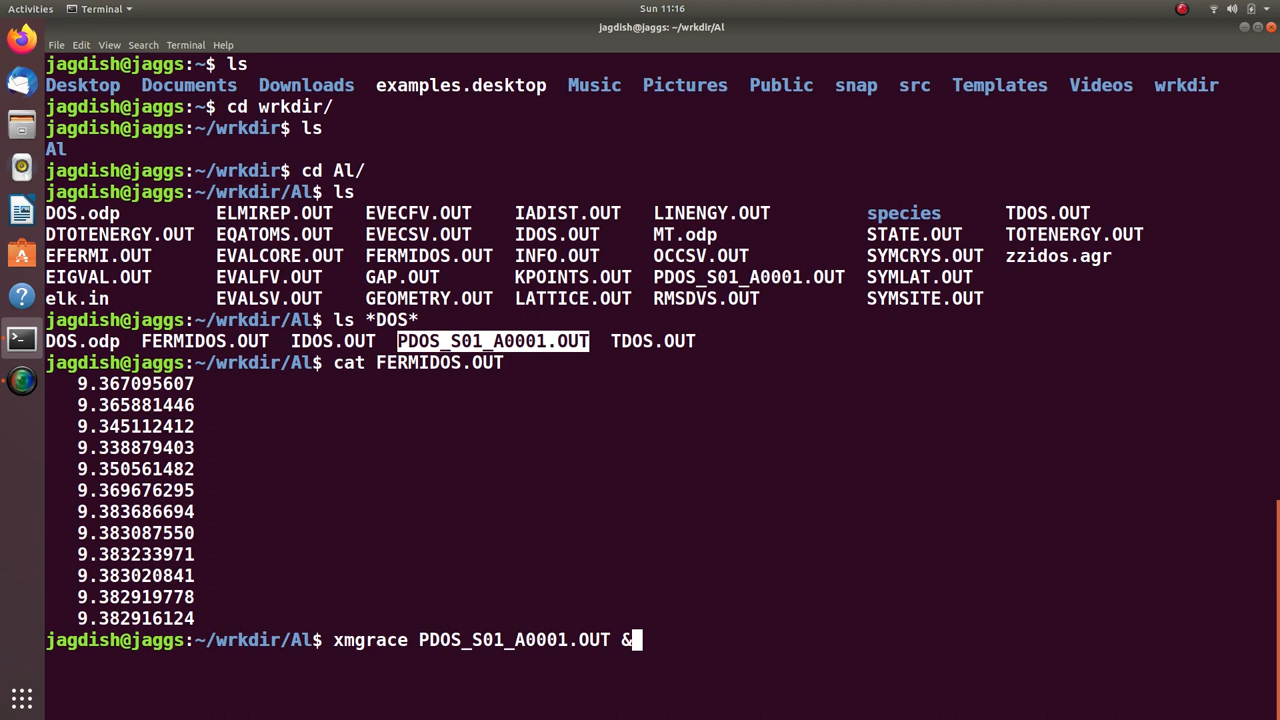 Activities Terminal Sun 11:16
jagdish@jaggs: ~/wrkdir/Al
File Edit View Search Terminal Help
jagdish@jaggs:~$ ls
Desktop Documents Downloads examples.desktop Music Pictures Public snap src Templates Videos wrkdir
jagdish@jaggs:~$ cd wrkdir/
jagdish@jaggs:~/wrkdir$ ls
Al
jagdish@jaggs:~/wrkdir$ cd Al/
jagdish@jaggs:~/wrkdir/Al$ ls
DOS.odp ELMIREP.OUT EVECFV.OUT IADIST.OUT LINENGY.OUT species TDOS.OUT
DTOTENERGY.OUT EQATOMS.OUT EVECSV.OUT IDOS.OUT MT.odp STATE.OUT TOTENERGY.OUT
EFERMI.OUT EVALCORE.OUT FERMIDOS.OUT INFO.OUT OCCSV.OUT SYMCRYS.OUT zzidos.agr
EIGVAL.OUT EVALFV.OUT GAP.OUT KPOINTS.OUT PDOS_S01_A0001.OUT SYMLAT.OUT
elk.in EVALSV.OUT GEOMETRY.OUT LATTICE.OUT RMSDVS.OUT SYMSITE.OUT
jagdish@jaggs:~/wrkdir/Al$ ls *DOS*
DOS.odp FERMIDOS.OUT IDOS.OUT PDOS_S01_A0001.OUT TDOS.OUT
jagdish@jaggs:~/wrkdir/Al$ cat FERMIDOS.OUT
9.367095607
9.365881446
9.345112412
9.338879403
9.350561482
9.369676295
9.383686694
9.383087550
9.383233971
9.383020841
9.382919778
9.382916124
jagdish@jaggs:~/wrkdir/Al$ xmgrace PDOS_S01_A0001.OUT &